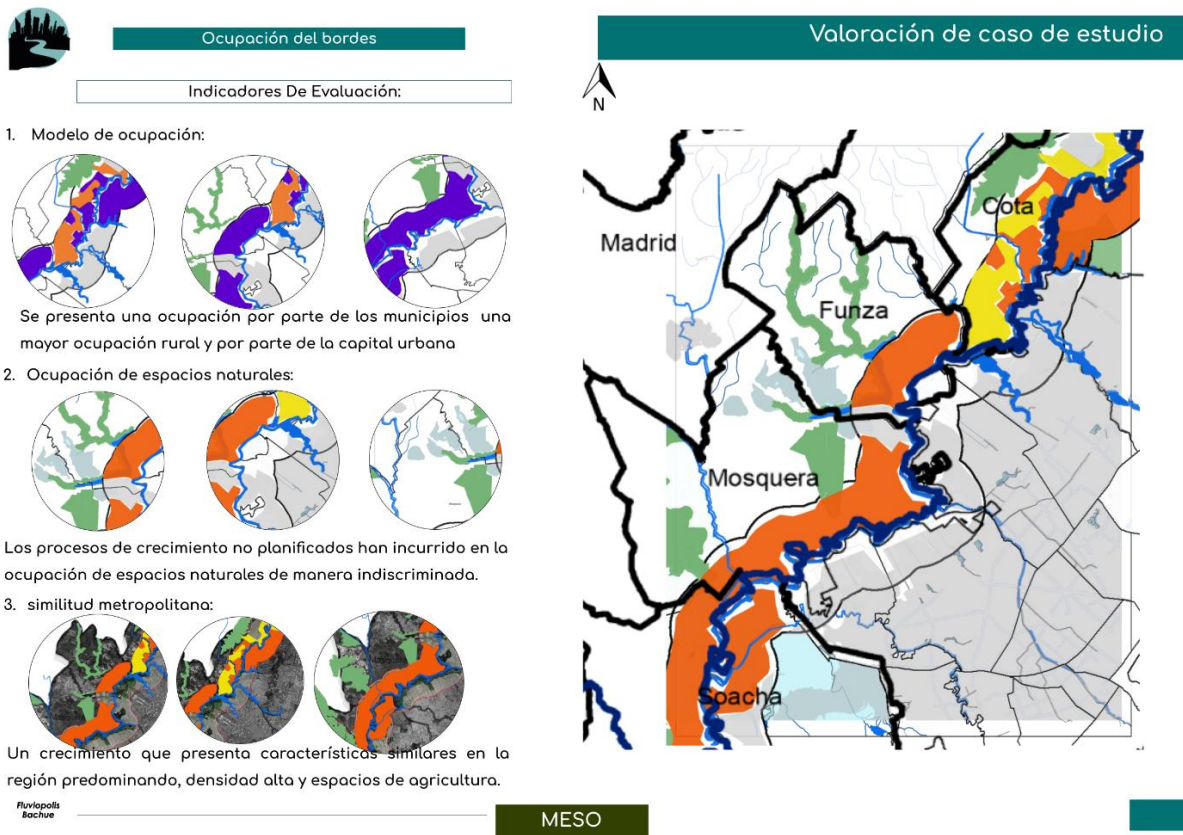 Ocupación del bordes
Valoración de caso de estudio
Indicadores De Evaluación:
N
1. Modelo de ocupación:
Se presenta una ocupación por parte de los municipios una
mayor ocupación rural y por parte de la capital urbana
2. Ocupación de espacios naturales:
Los procesos de crecimiento no planificados han incurrido en la
ocupación de espacios naturales de manera indiscriminada.
3. similitud metropolitana:
Un crecimiento que presenta características similares en la
región predominando, densidad alta y espacios de agricultura.
Cota
Madrid
Funza
Mosquera
Soacha
Fluviopolis
Bachue
MESO